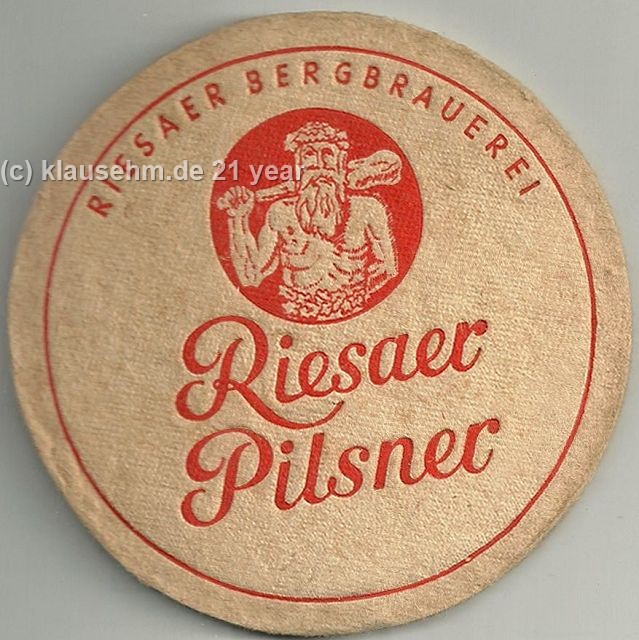 RIESAER BERGBRAUEREI
(c) klausehm.de 21 year
Riesaer
Pilsner